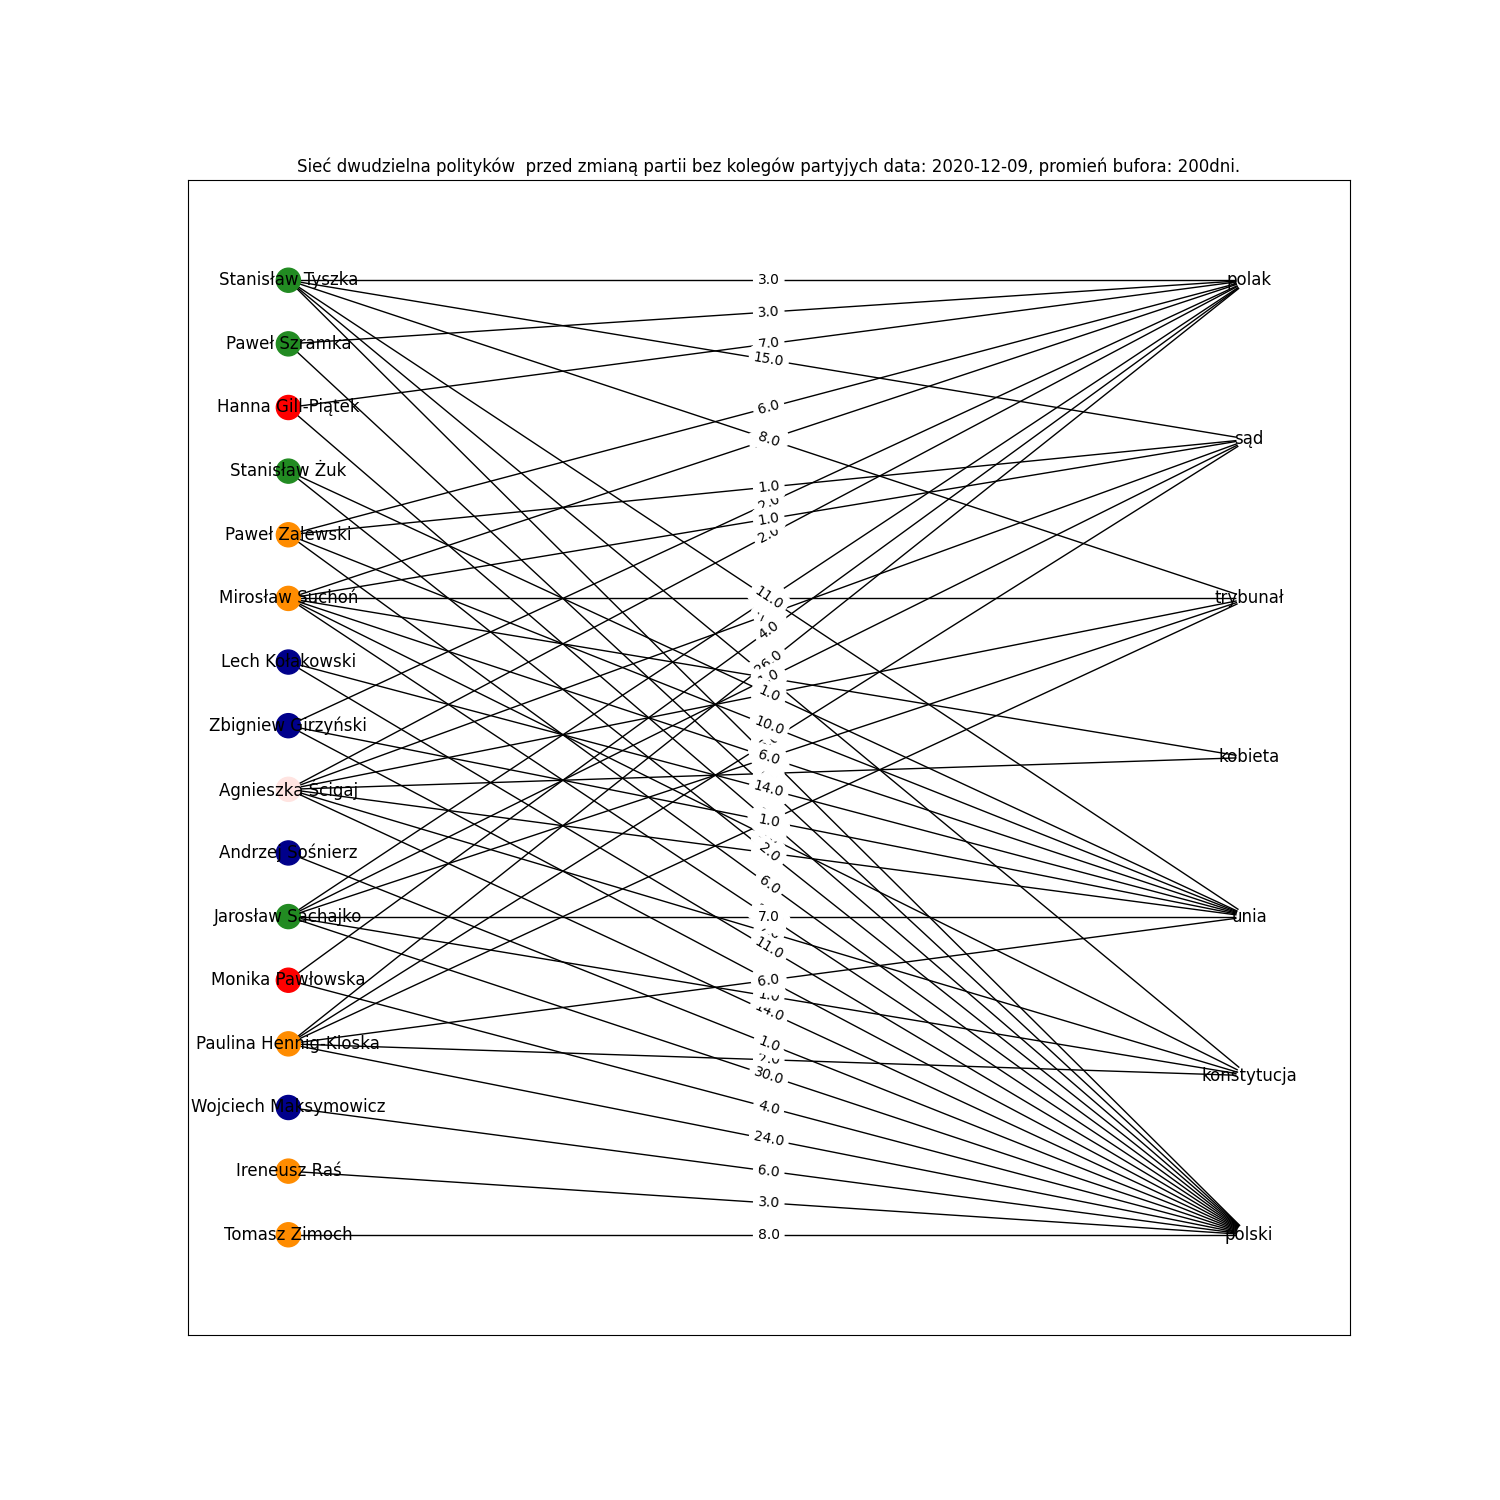 Sieć dwudzielna polityków  przed zmianą partii bez kolegów partyjych data: 2020-12-09, promień bufora: 200dni.
Stanisław Tyszka
3.0
polak
3.0
Paweł Szramka
7.0
15.0
Hanna Gill-Piątek
6.0
8.0
sąd
Stanisław Żuk
1.0
2.0
1.0
Paweł Zalewski
2.0
Mirosław Suchoń
11.0
trybunał
4.0
Lech Kołakowski
26.0
1.0
Zbigniew Girzyński
10.0
6.0
kobieta
Agnieszka Ścigaj
14.0
1.0
Andrzej Sośnierz
2.0
6.0
Jarosław Sachajko
7.0
unia
11.0
Monika Pawłowska
6.0
1.0
14.0
Paulina Hennig-Kloska
1.0
30.0
konstytucja
Wojciech Maksymowicz
4.0
24.0
Ireneusz Raś
6.0
3.0
Tomasz Zimoch
8.0
polski